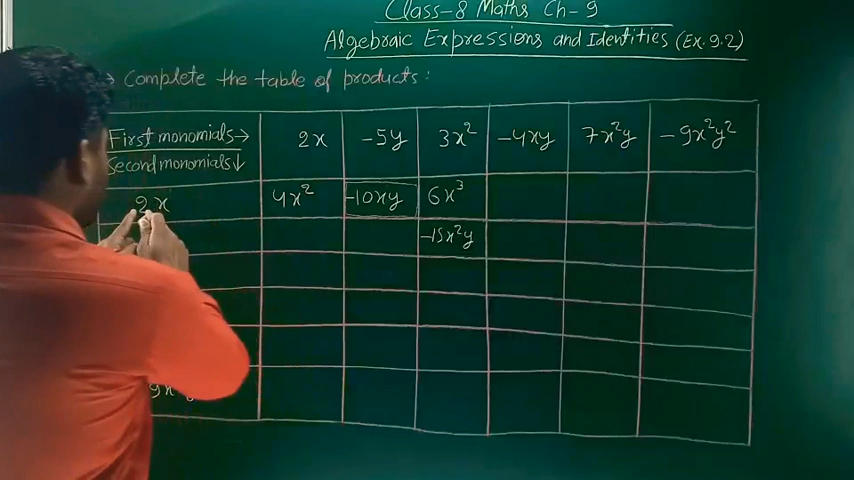 Class-8 Maths Ch-9
Algebraic Expressions and Identities (Ex.9.2)
→ Complete the table of products:
First monomials→ 2x -5y 3x² -4xy 7x²y -9x²y²
Second monomials↓
2x 4x² -10xy 6x³
-15x²y